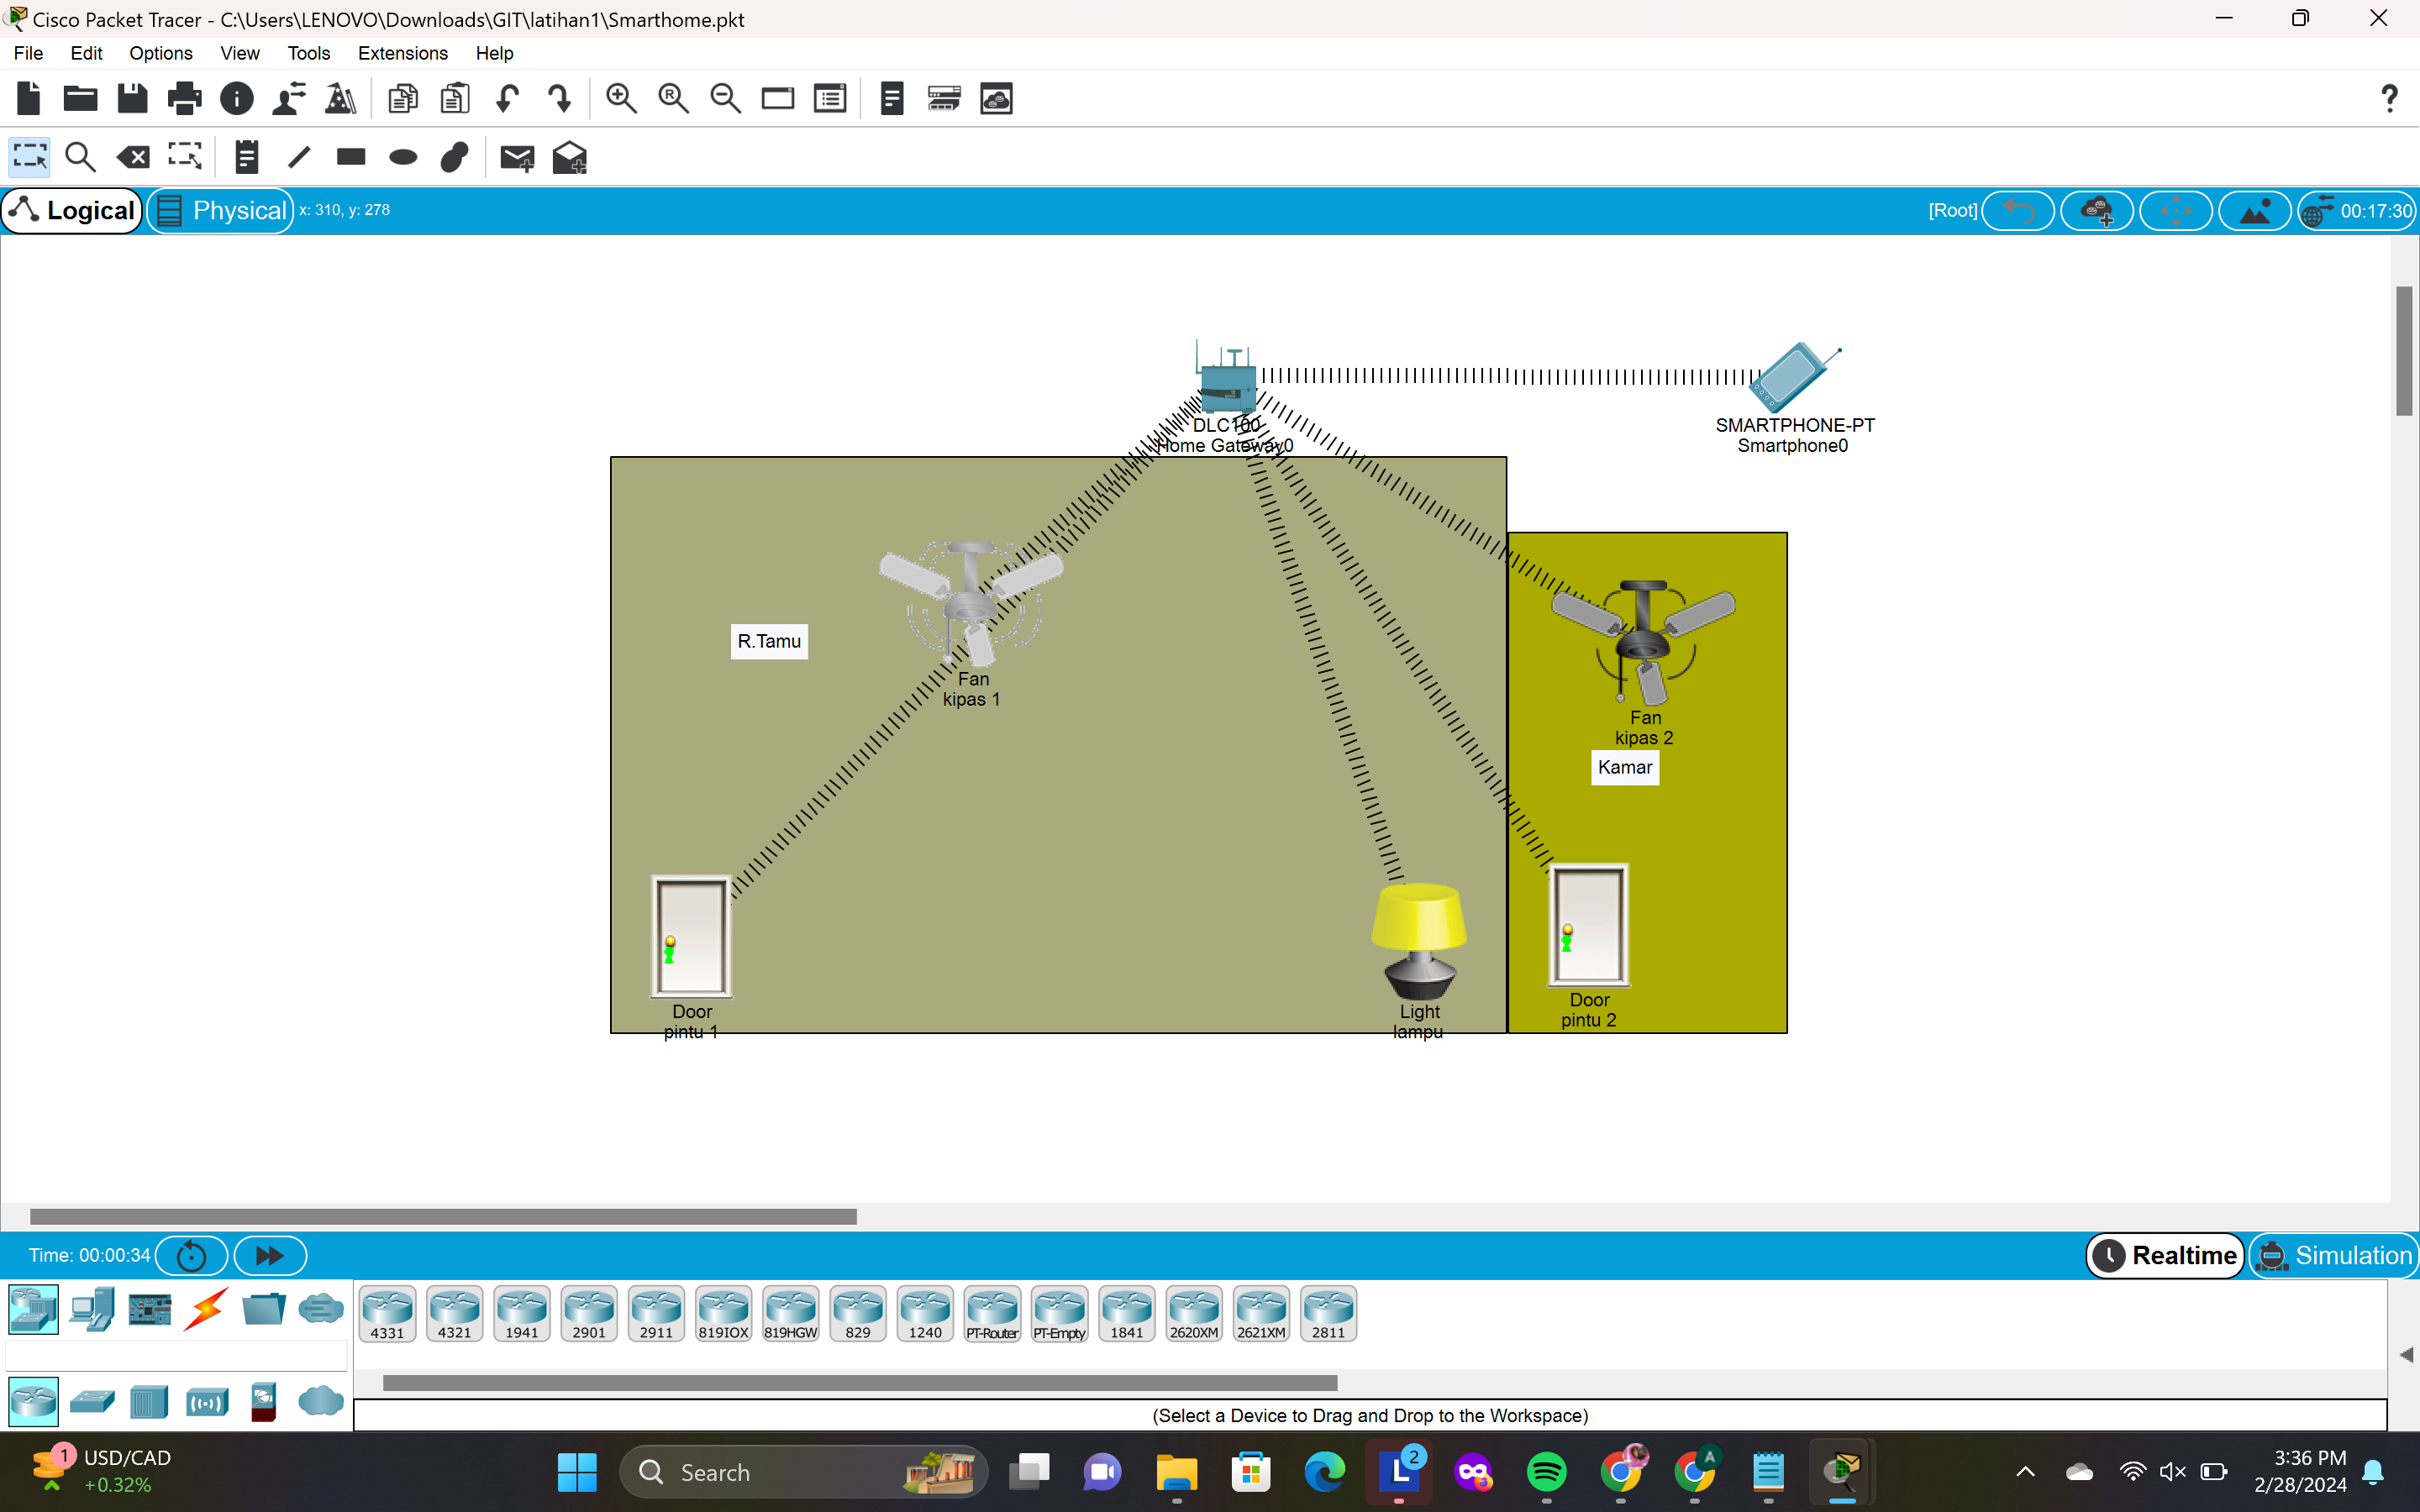 Cisco Packet Tracer - C:\Users\LENOVO\Downloads\GIT\latihan1\Smarthome.pkt
File Edit Options View Tools Extensions Help
Logical Physical x: 310, y: 278 [Root] 00:17:30
DLC100
Home Gateway0
SMARTPHONE-PT
Smartphone0
R.Tamu
Fan
kipas 1
Fan
kipas 2
Kamar
Door
pintu 1
Light
lampu
Door
pintu 2
Time: 00:00:34 Realtime Simulation
4331 4321 1941 2901 2911 819IOX 819HGW 829 1240 PT-Router PT-Empty 1841 2620XM 2621XM 2811
(Select a Device to Drag and Drop to the Workspace)
1 USD/CAD
+0.32%
Search
L 2
A
3:36 PM
2/28/2024